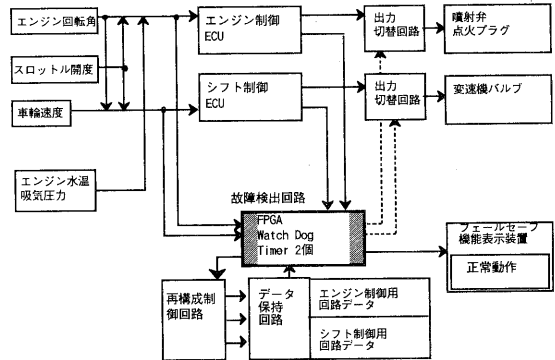 エンジン回転角
スロットル開度
車輪速度
エンジン水温
吸気圧力
エンジン制御
ECU
シフト制御
ECU
出力
切替回路
出力
切替回路
噴射弁
点火プラグ
変速機バルブ
故障検出回路
FPGA
Watch Dog
Timer 2個
フェールセーフ
機能表示装置
正常動作
再構成制
御回路
データ
保持
回路
エンジン制御用
回路データ
シフト制御用
回路データ